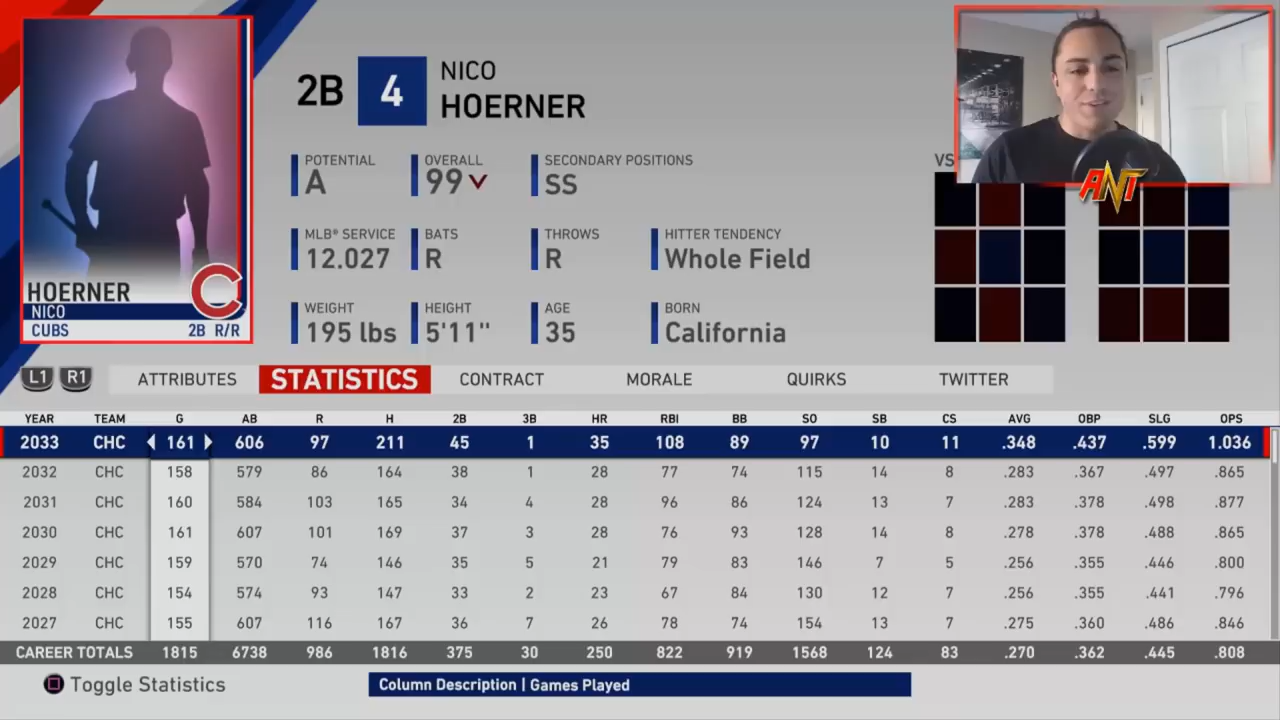 2B 4 NICO
HOERNER
POTENTIAL OVERALL SECONDARY POSITIONS
A 99 SS
MLB® SERVICE BATS THROWS HITTER TENDENCY
12.027 R R Whole Field
WEIGHT HEIGHT AGE BORN
195 lbs 5'11" 35 California
VS
ANT
HOERNER
NICO
CUBS 2B R/R
C
L1 R1 ATTRIBUTES STATISTICS CONTRACT MORALE QUIRKS TWITTER
YEAR TEAM G AB R H 2B 3B HR RBI BB SO SB CS AVG OBP SLG OPS
2033 CHC 161 606 97 211 45 1 35 108 89 97 10 11 .348 .437 .599 1.036
2032 CHC 158 579 86 164 38 1 28 77 74 115 14 8 .283 .367 .497 .865
2031 CHC 160 584 103 165 34 4 28 96 86 124 13 7 .283 .378 .498 .877
2030 CHC 161 607 101 169 37 3 28 76 93 128 14 8 .278 .378 .488 .865
2029 CHC 159 570 74 146 35 5 21 79 83 146 7 5 .256 .355 .446 .800
2028 CHC 154 574 93 147 33 2 23 67 84 130 12 7 .256 .355 .441 .796
2027 CHC 155 607 116 167 36 7 26 78 74 154 13 7 .275 .360 .486 .846
CAREER TOTALS 1815 6738 986 1816 375 30 250 822 919 1568 124 83 .270 .362 .445 .808
Toggle Statistics
Column Description | Games Played